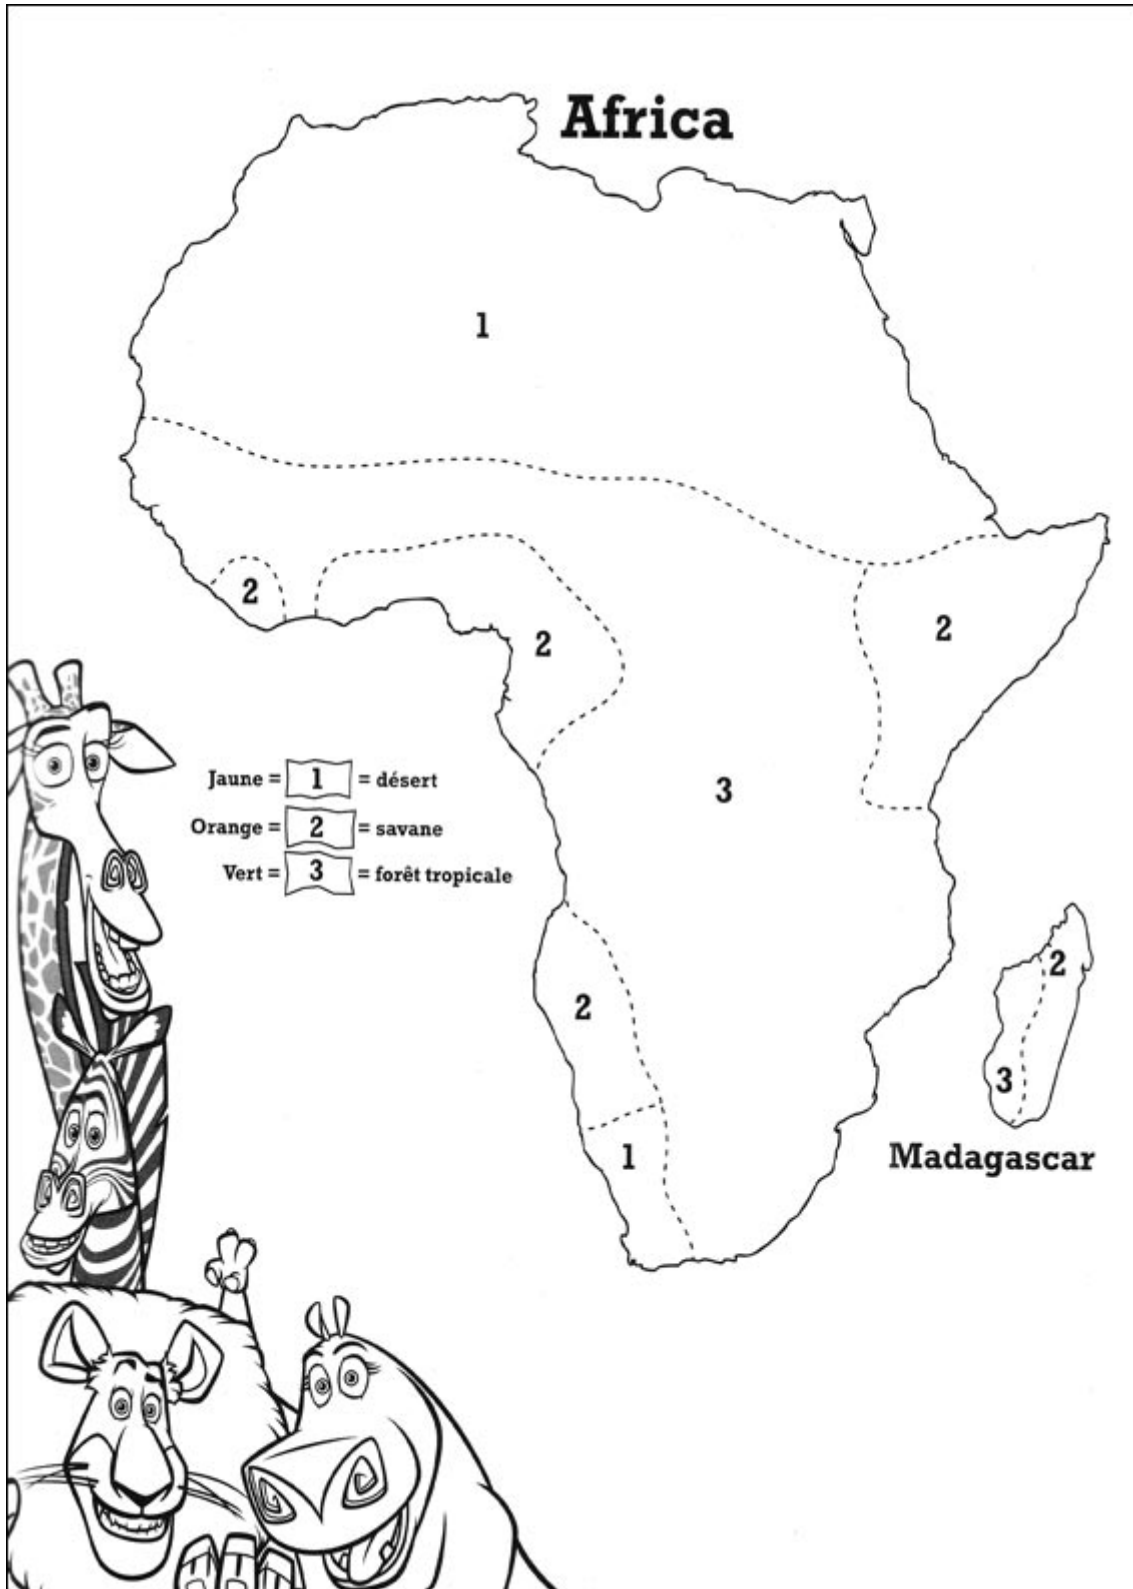 Africa
1
2
2
2
3
Jaune = 1 = désert
Orange = 2 = savane
Vert = 3 = forêt tropicale
2
2
3
1
Madagascar